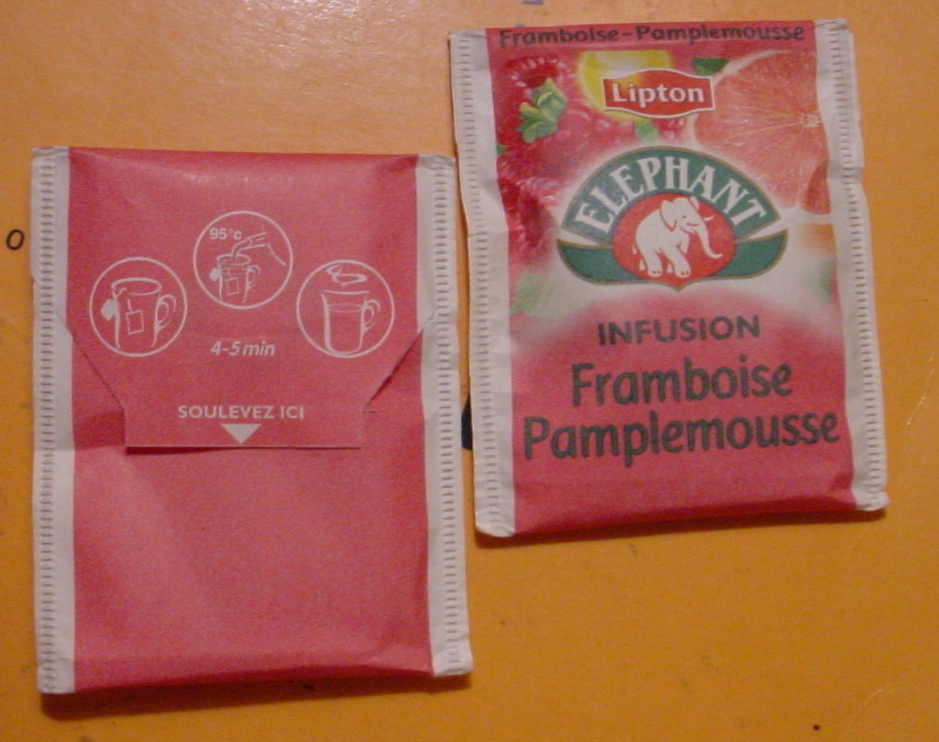 95°c
4-5 min
SOULEVEZ ICI
Framboise-Pamplemousse
Lipton
ELEPHANT
INFUSION
Framboise
Pamplemousse